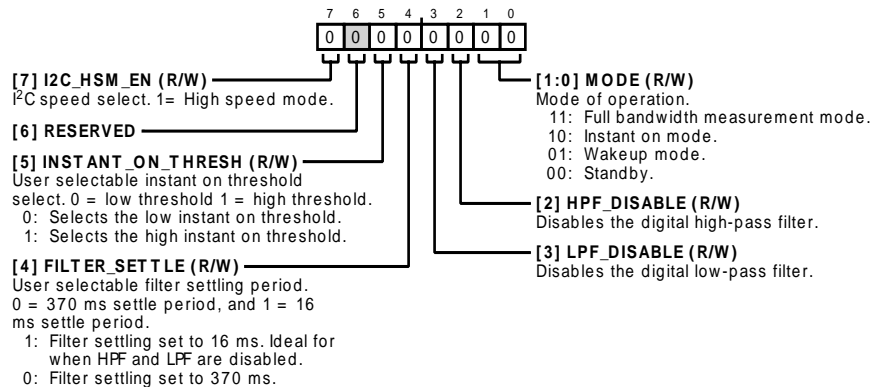 7 6 5 4 3 2 1 0
0 0 0 0 0 0 0 0
[7] I2C_HSM_EN (R/W)
I²C speed select. 1= High speed mode.
[6] RESERVED
[5] INSTANT_ON_THRESH (R/W)
User selectable instant on threshold
select. 0 = low threshold 1 = high threshold.
0: Selects the low instant on threshold.
1: Selects the high instant on threshold.
[4] FILTER_SETTLE (R/W)
User selectable filter settling period.
0 = 370 ms settle period, and 1 = 16
ms settle period.
1: Filter settling set to 16 ms. Ideal for
when HPF and LPF are disabled.
0: Filter settling set to 370 ms.
[1:0] MODE (R/W)
Mode of operation.
11: Full bandwidth measurement mode.
10: Instant on mode.
01: Wakeup mode.
00: Standby.
[2] HPF_DISABLE (R/W)
Disables the digital high-pass filter.
[3] LPF_DISABLE (R/W)
Disables the digital low-pass filter.